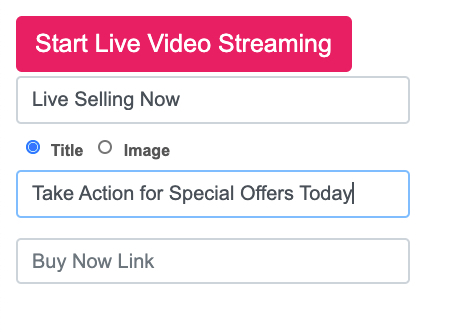 Start Live Video Streaming
Live Selling Now
Title Image
Take Action for Special Offers Today
Buy Now Link